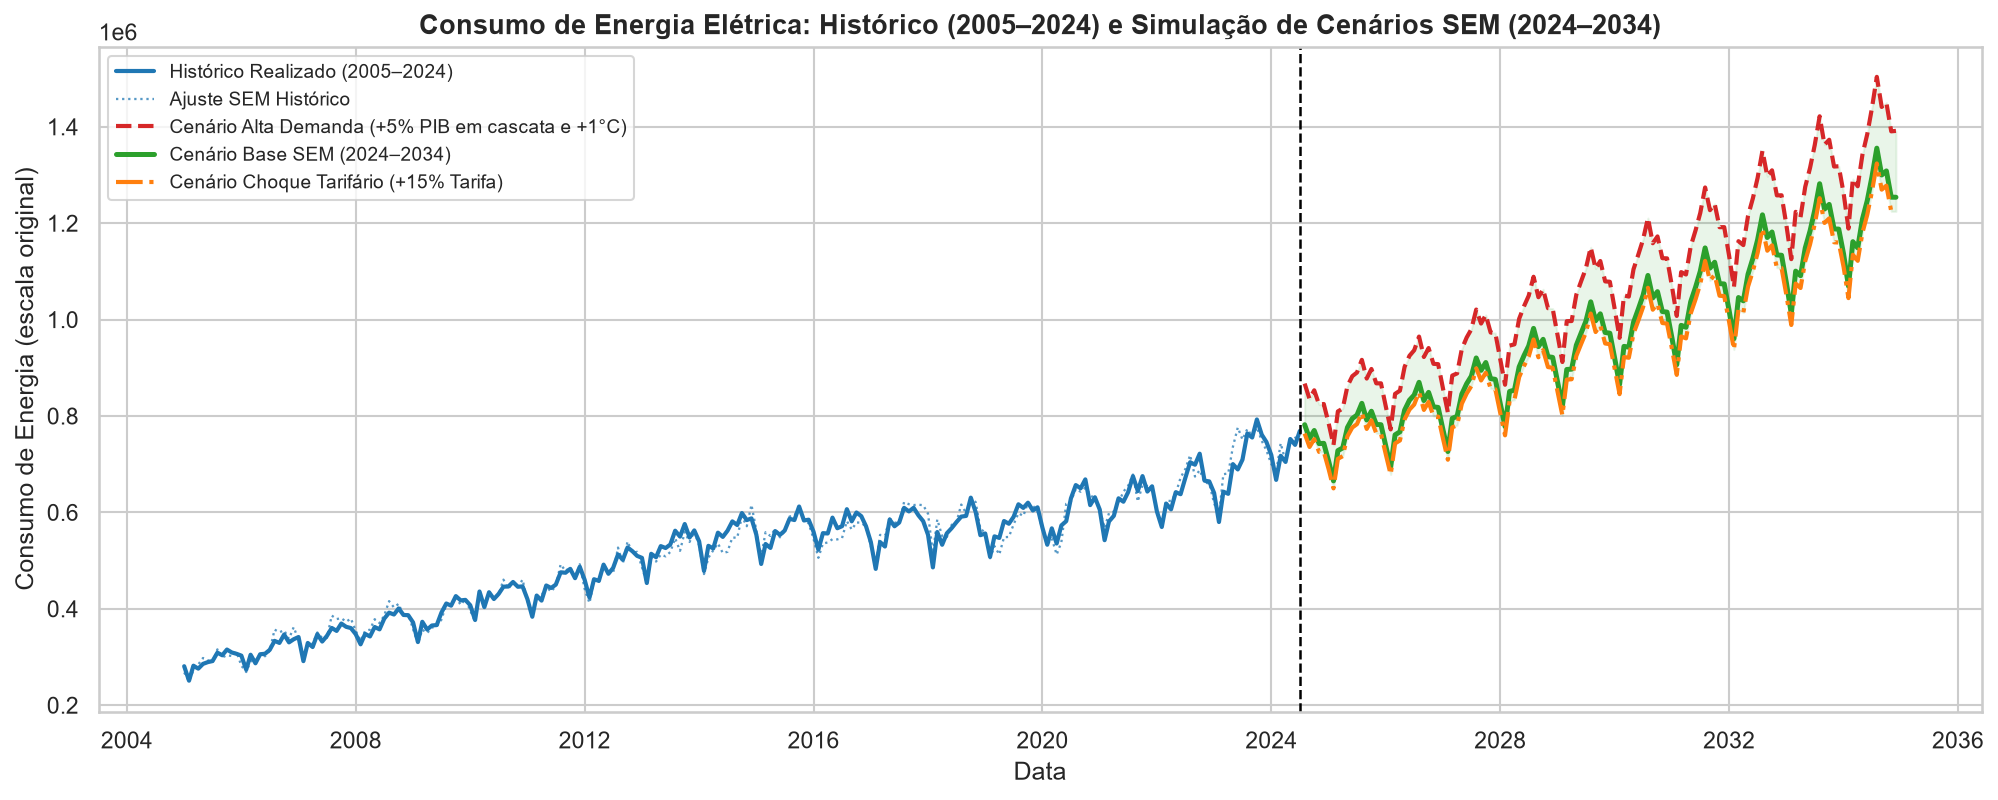 Consumo de Energia Elétrica: Histórico (2005–2024) e Simulação de Cenários SEM (2024–2034)
1e6
Histórico Realizado (2005–2024)
Ajuste SEM Histórico
Cenário Alta Demanda (+5% PIB em cascata e +1°C)
Cenário Base SEM (2024–2034)
Cenário Choque Tarifário (+15% Tarifa)
Consumo de Energia (escala original)
1.4
1.2
1.0
0.8
0.6
0.4
0.2
2004 2008 2012 2016 2020 2024 2028 2032 2036
Data